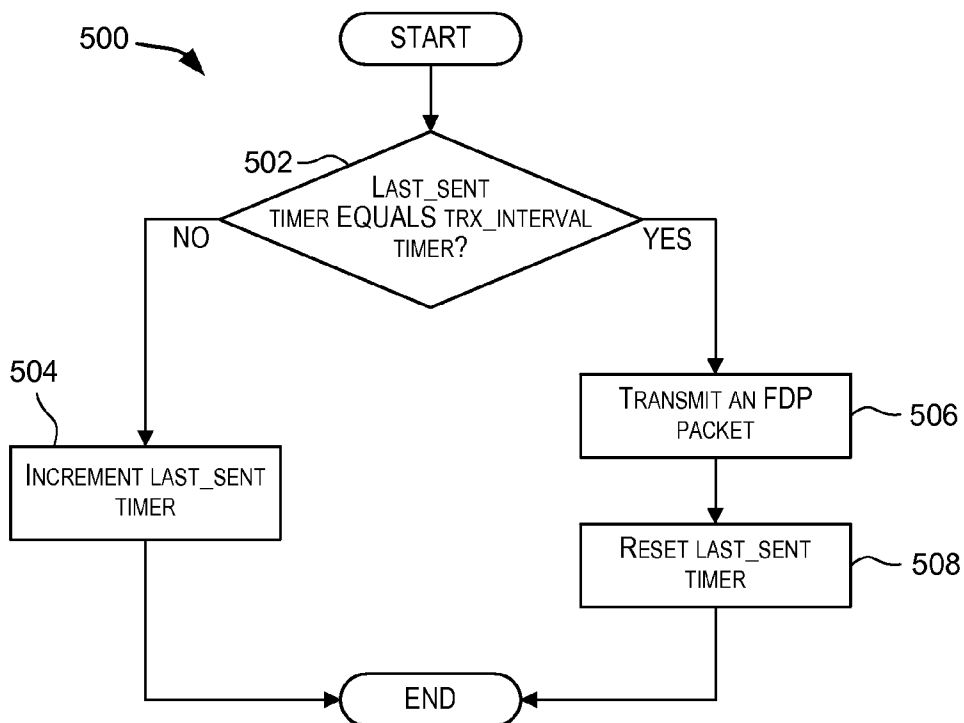 500
START
502
LAST_SENT
TIMER EQUALS TRX_INTERVAL
TIMER?
NO
YES
504
INCREMENT LAST_SENT
TIMER
TRANSMIT AN FDP
PACKET
506
RESET LAST_SENT
TIMER
508
END